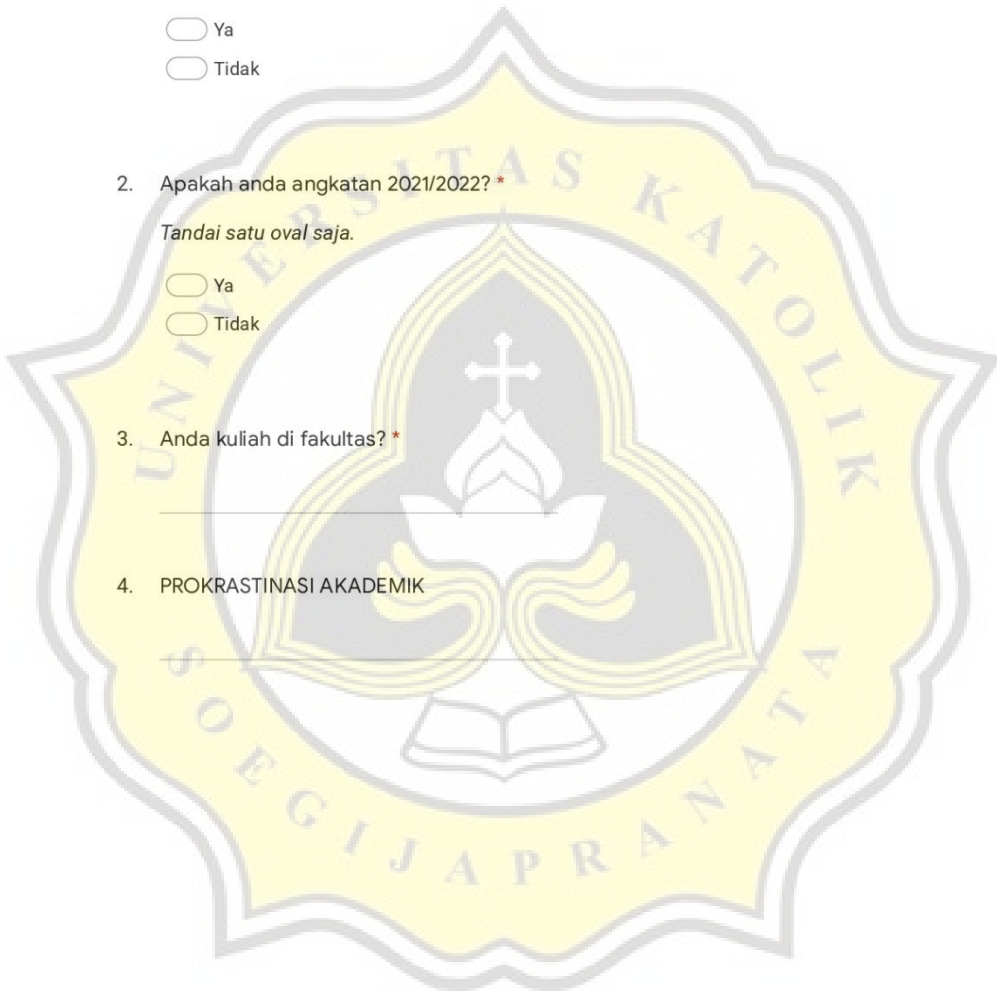 Ya
Tidak
2. Apakah anda angkatan 2021/2022? *
Tandai satu oval saja.
Ya
Tidak
3. Anda kuliah di fakultas? *
4. PROKRASTINASI AKADEMIK
UNIVERSITAS KATOLIK
SOEGIJAPRANATA